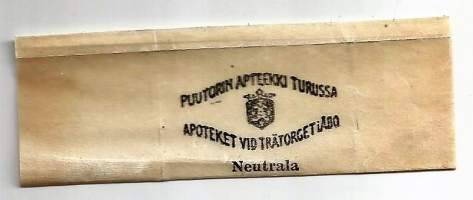 PUUTORIN APTEEKKI TURUSSA
APOTEKET VID TRÄTORGET i ÅBO
Neutrala